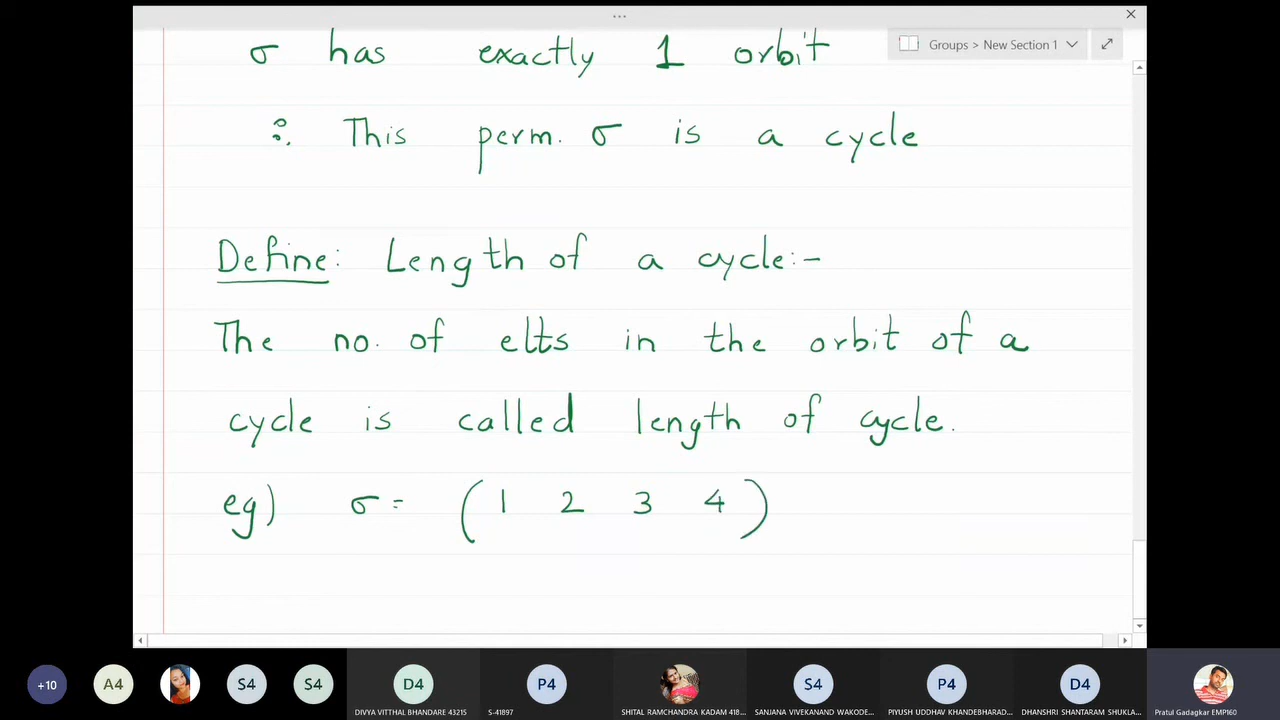 ...
Groups > New Section 1
σ has exactly 1 orbit
∴ This perm. σ is a cycle
Define: Length of a cycle:-
The no. of elts in the orbit of a
cycle is called length of cycle.
eg) σ = (1 2 3 4)
+10 A4 S4 S4 D4 P4 S4 P4 D4
DIVYA VITTHAL BHANDARE 43215 S-41897 SHITAL RAMCHANDRA KADAM 418... SANJANA VIVEKANAND WAKODE... PIYUSH UDDHAV KHANDEBHARAD... DHANSHRI SHANTARAM SHUKLA... Pratul Gadagkar EMPI60